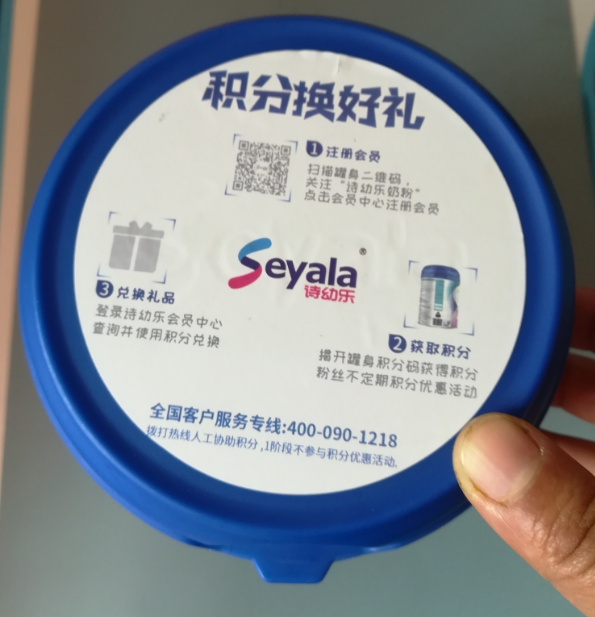 积分换好礼
1 注册会员
扫描罐身二维码，
关注“诗幼乐奶粉”
点击会员中心注册会员
Seyala®
诗幼乐
3 兑换礼品
登录诗幼乐会员中心
查询并使用积分兑换
2 获取积分
揭开罐身积分码获得积分
粉丝不定期积分优惠活动
全国客户服务专线:400-090-1218
拨打热线人工协助积分,1阶段不参与积分优惠活动.